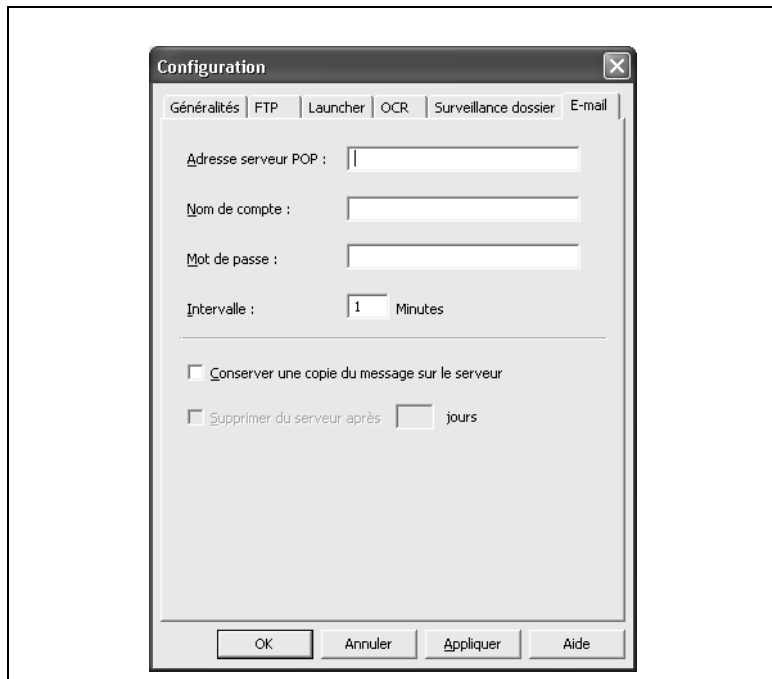 Configuration
Généralités FTP Launcher OCR Surveillance dossier E-mail
Adresse serveur POP :
Nom de compte :
Mot de passe :
Intervalle : 1 Minutes
Conserver une copie du message sur le serveur
Supprimer du serveur après jours
OK Annuler Appliquer Aide